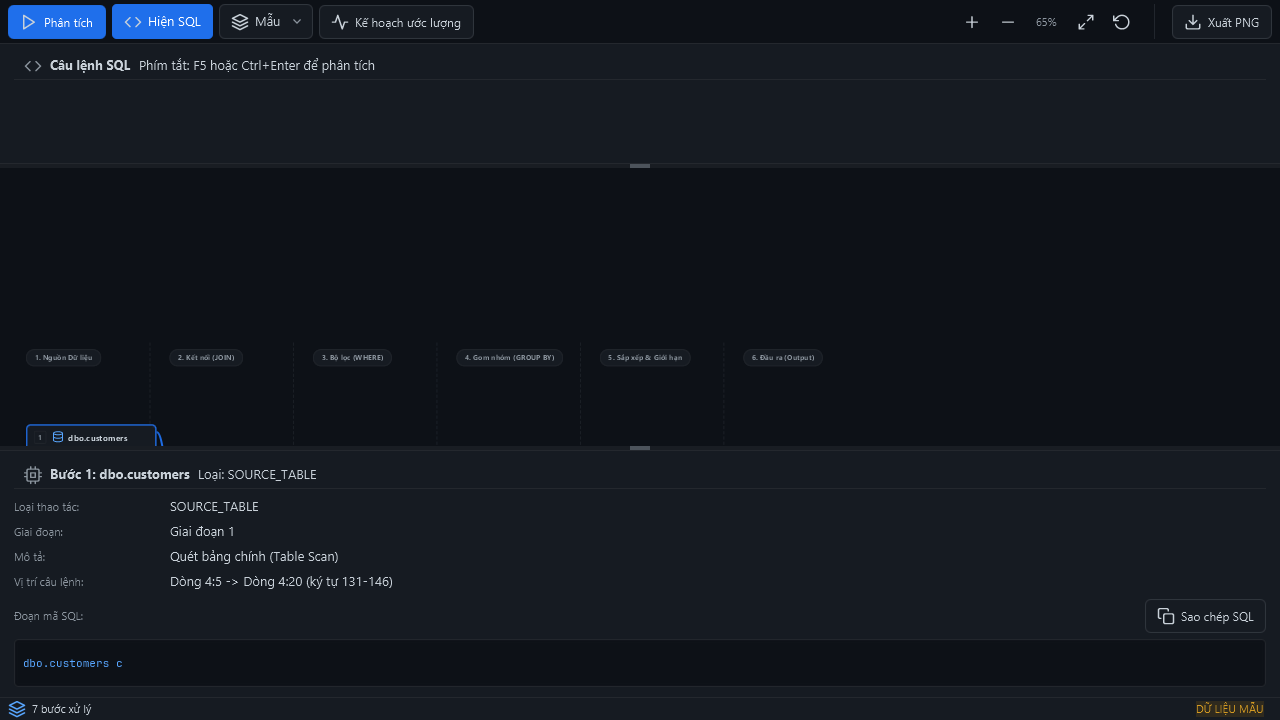 Phân tích Hiện SQL Mẫu Kế hoạch ước lượng 65% Xuất PNG
Câu lệnh SQL Phím tắt: F5 hoặc Ctrl+Enter để phân tích
1. Nguồn Dữ liệu 2. Kết nối (JOIN) 3. Bộ lọc (WHERE) 4. Gom nhóm (GROUP BY) 5. Sắp xếp & Giới hạn 6. Đầu ra (Output)
1 dbo.customers
Bước 1: dbo.customers Loại: SOURCE_TABLE
Loại thao tác: SOURCE_TABLE
Giai đoạn: Giai đoạn 1
Mô tả: Quét bảng chính (Table Scan)
Vị trí câu lệnh: Dòng 4:5 -> Dòng 4:20 (ký tự 131-146)
Đoạn mã SQL: Sao chép SQL
dbo.customers c
7 bước xử lý DỮ LIỆU MẪU